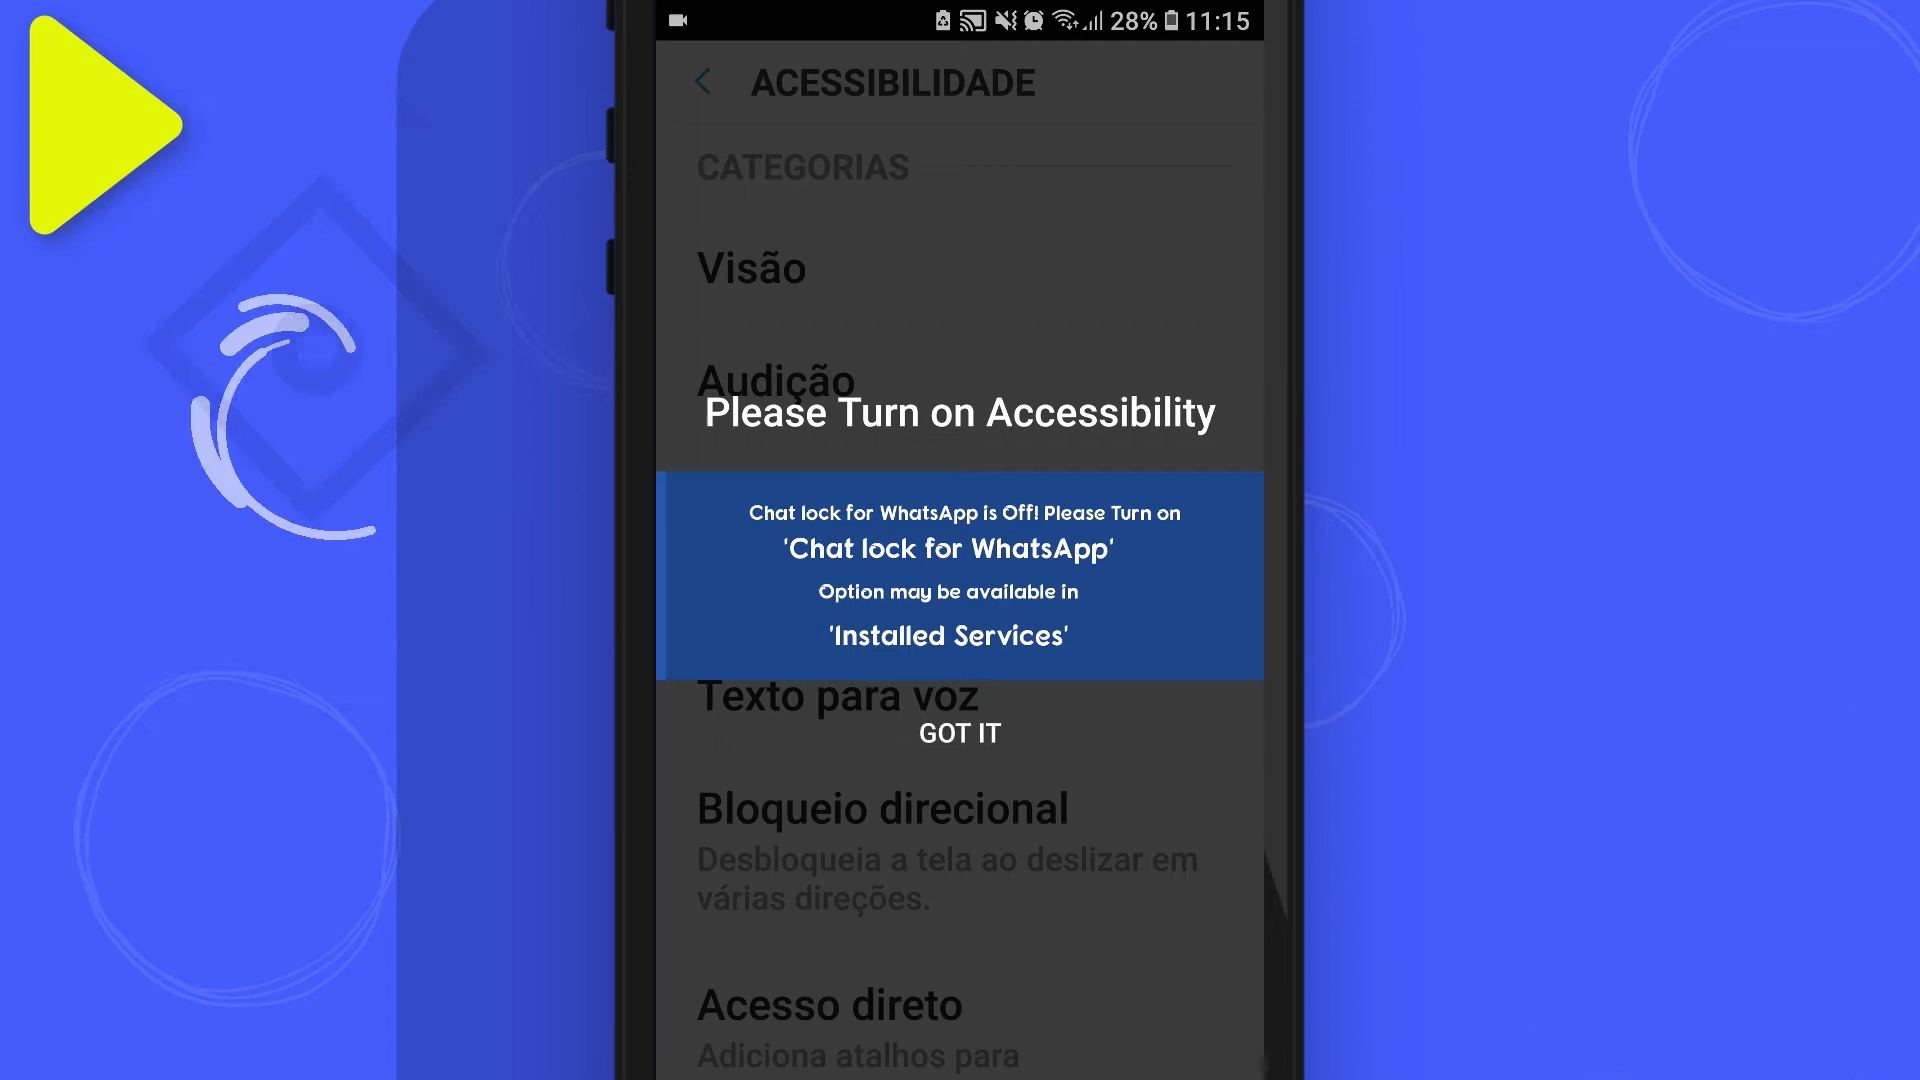 28% 11:15
ACESSIBILIDADE
CATEGORIAS
Visão
Audição
Please Turn on Accessibility
Chat lock for WhatsApp is Off! Please Turn on
'Chat lock for WhatsApp'
Option may be available in
'Installed Services'
Texto para voz
GOT IT
Bloqueio direcional
Desbloqueia a tela ao deslizar em
várias direções.
Acesso direto
Adiciona atalhos para